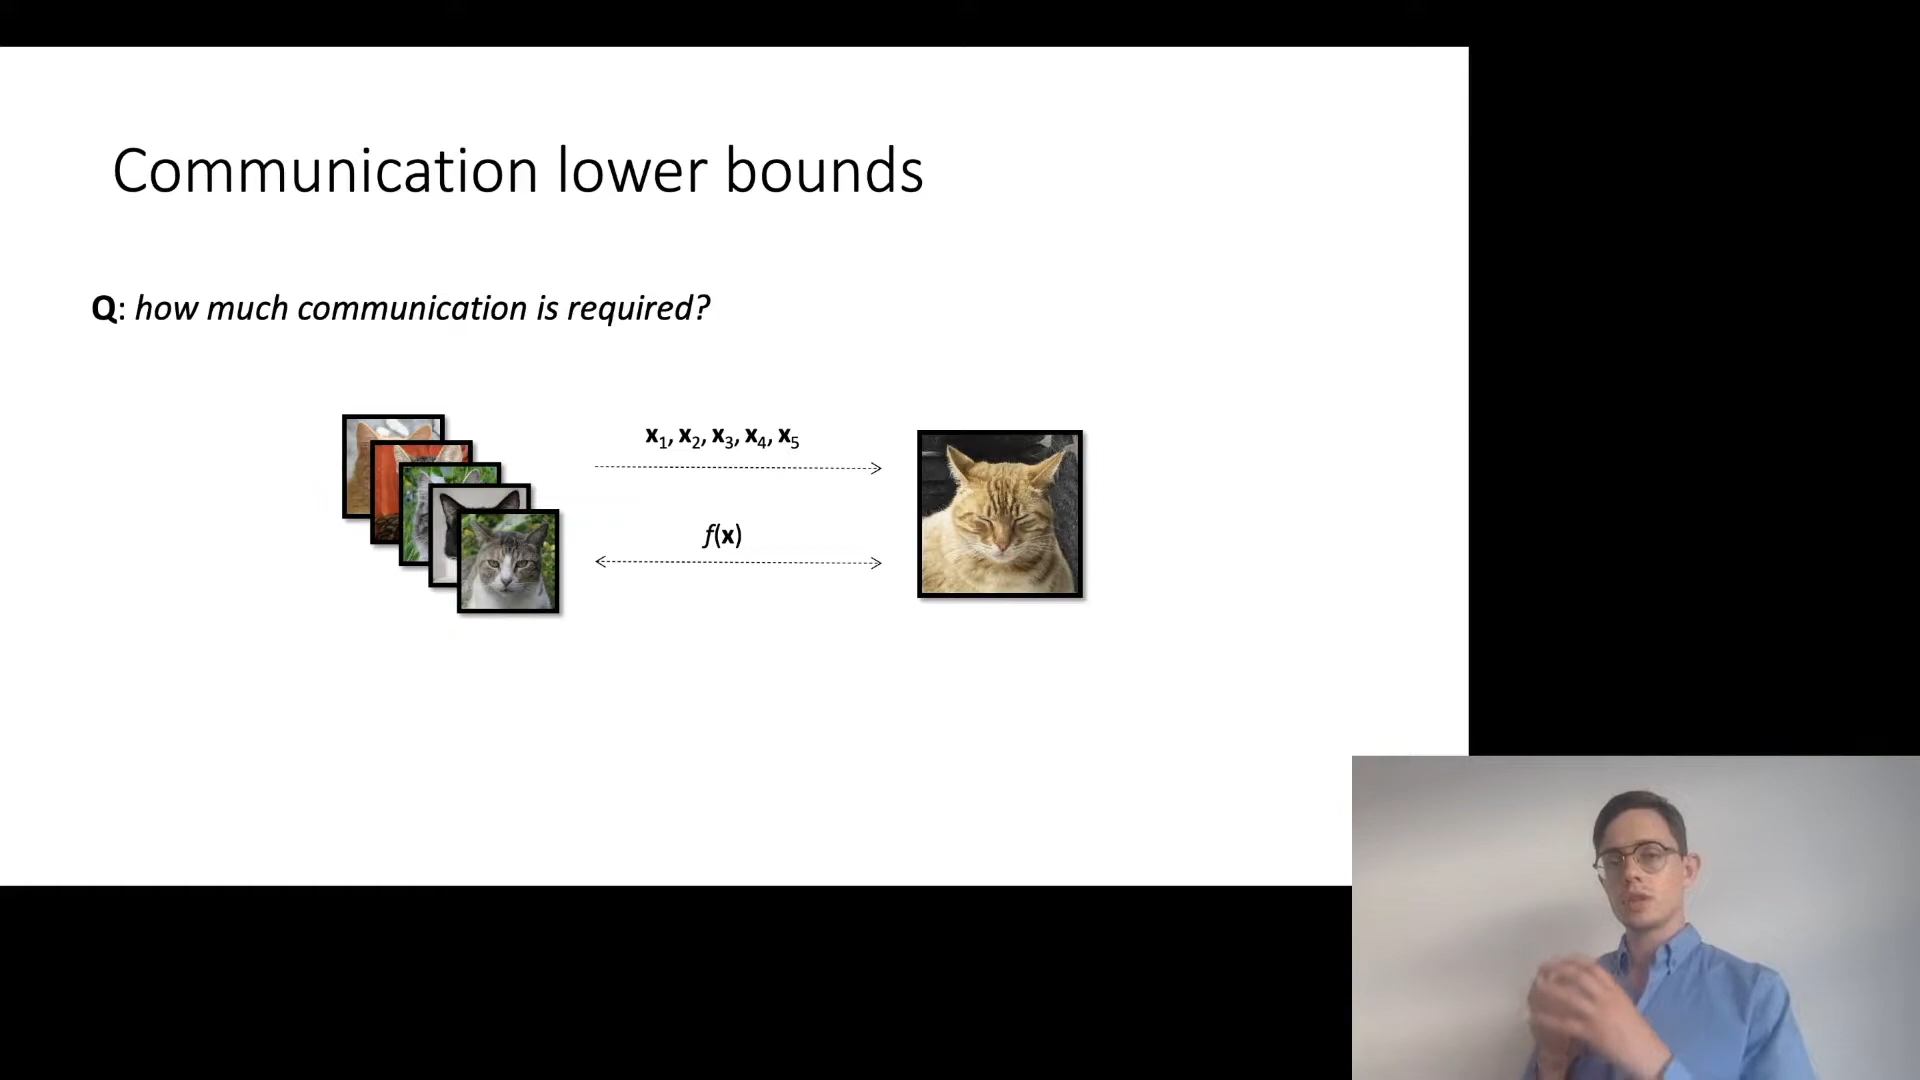 Communication lower bounds
Q: how much communication is required?
x₁, x₂, x₃, x₄, x₅
f(x)